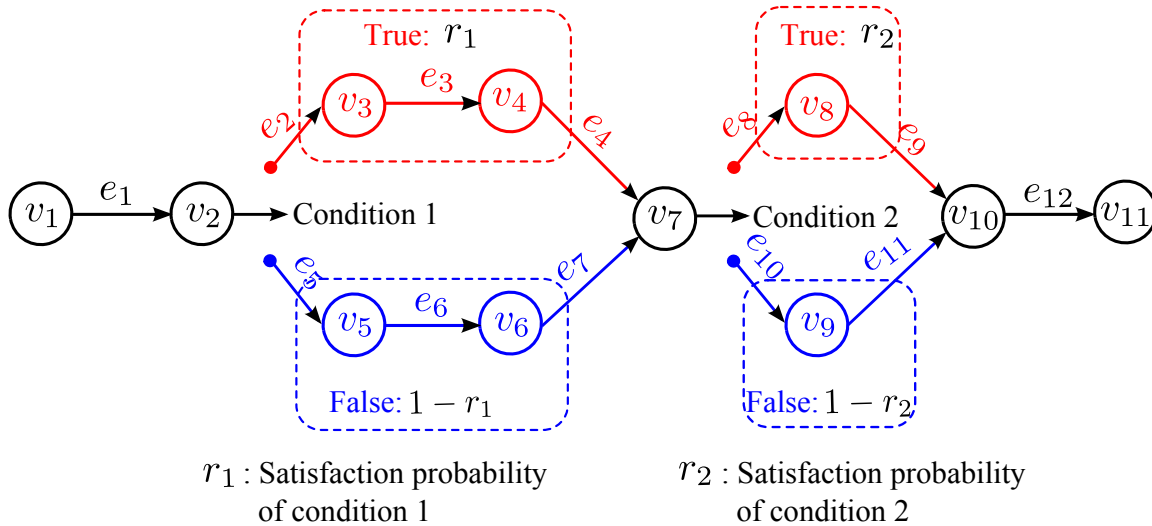 True: r₁
True: r₂
e₂
v₃
e₃
v₄
e₄
e₈
v₈
e₉
v₁
e₁
v₂
Condition 1
v₇
Condition 2
v₁₀
e₁₂
v₁₁
e₅
v₅
e₆
v₆
e₇
e₁₀
v₉
e₁₁
False: 1 − r₁
False: 1 − r₂
r₁ : Satisfaction probability
of condition 1
r₂ : Satisfaction probability
of condition 2